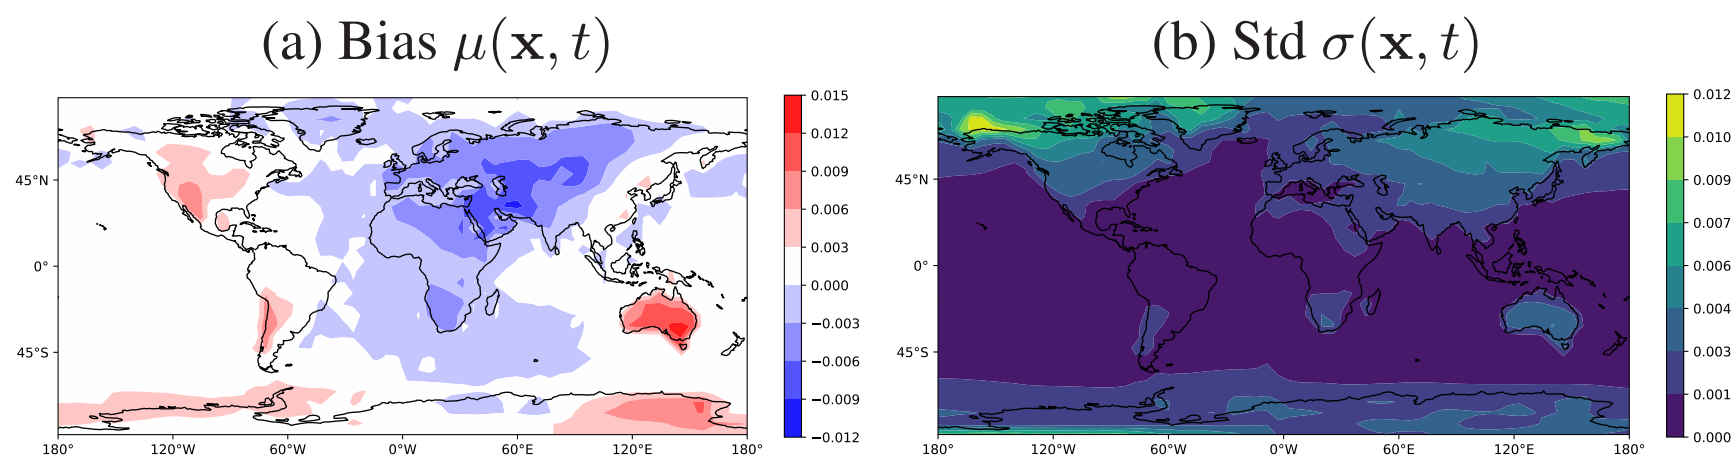 (a) Bias μ(x, t)
45°N
0°
45°S
180°
120°W
60°W
0°W
60°E
120°E
180°
0.015
0.012
0.009
0.006
0.003
0.000
−0.003
−0.006
−0.009
−0.012
(b) Std σ(x, t)
45°N
0°
45°S
180°
120°W
60°W
0°W
60°E
120°E
180°
0.012
0.010
0.009
0.007
0.006
0.004
0.003
0.001
0.000